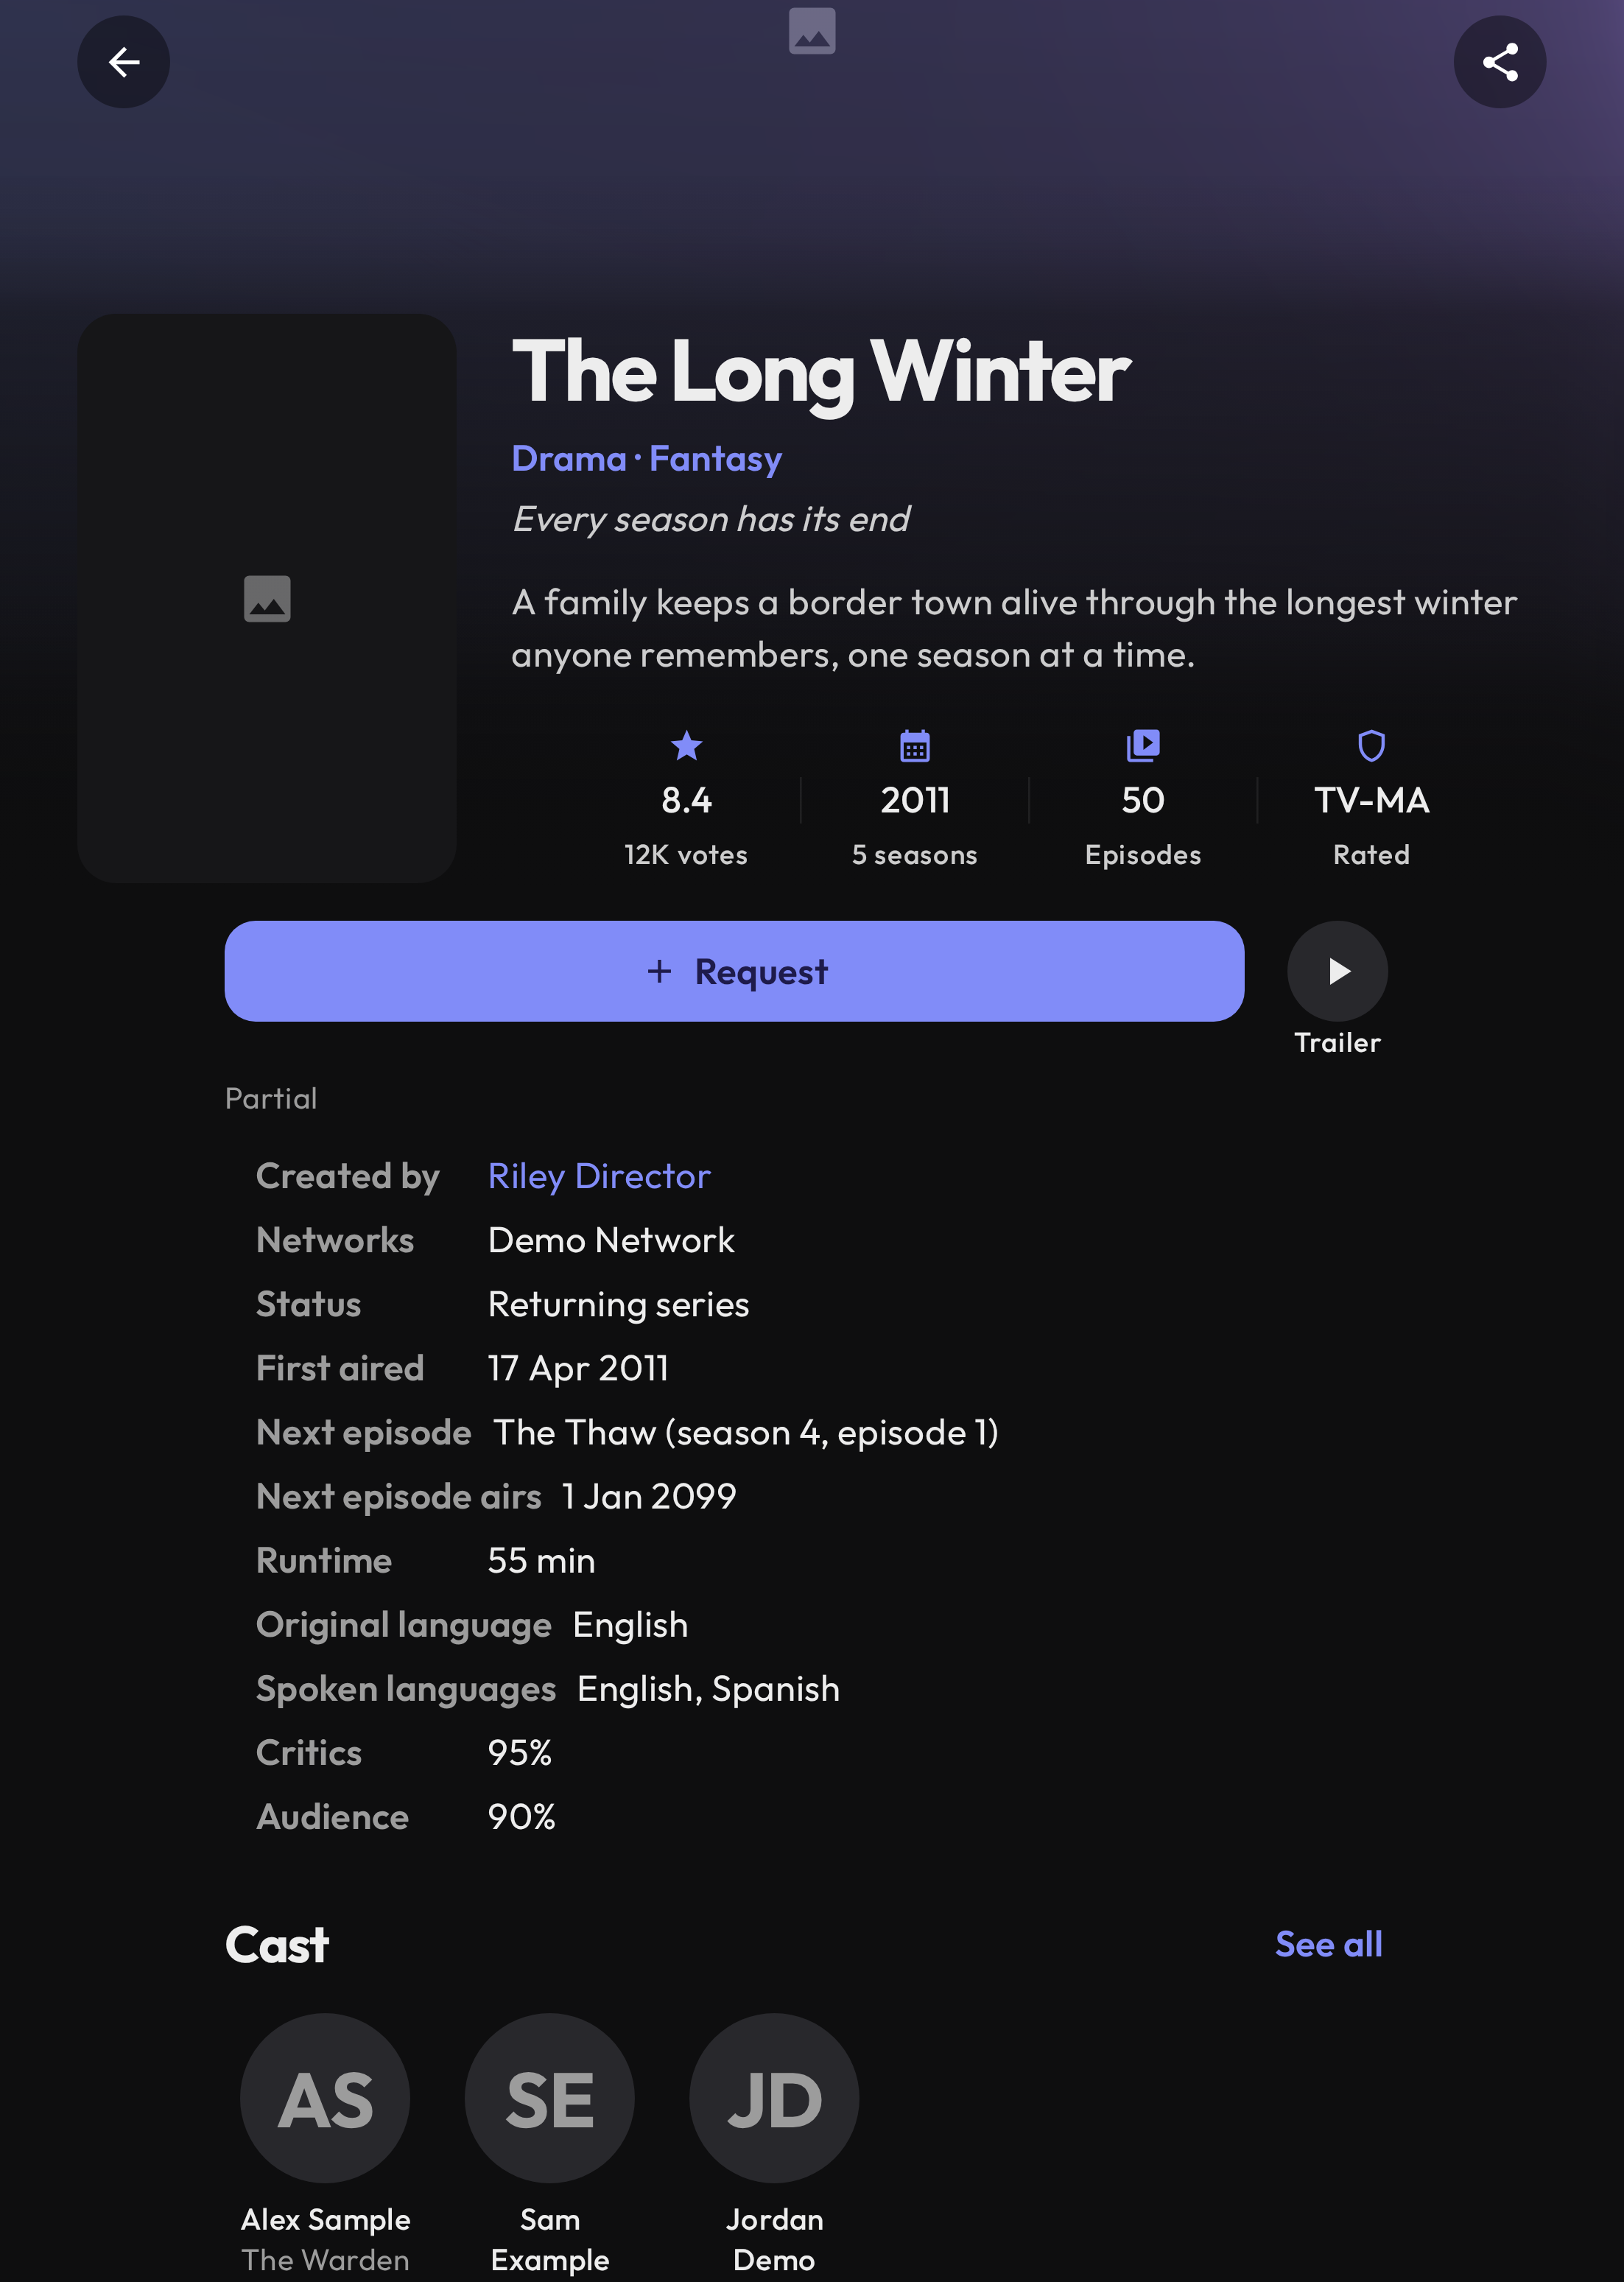 The Long Winter
Drama · Fantasy
Every season has its end
A family keeps a border town alive through the longest winter
anyone remembers, one season at a time.
8.4 2011 50 TV-MA
12K votes 5 seasons Episodes Rated
+ Request
Trailer
Partial
Created by Riley Director
Networks Demo Network
Status Returning series
First aired 17 Apr 2011
Next episode The Thaw (season 4, episode 1)
Next episode airs 1 Jan 2099
Runtime 55 min
Original language English
Spoken languages English, Spanish
Critics 95%
Audience 90%
Cast See all
AS SE JD
Alex Sample Sam Jordan
The Warden Example Demo